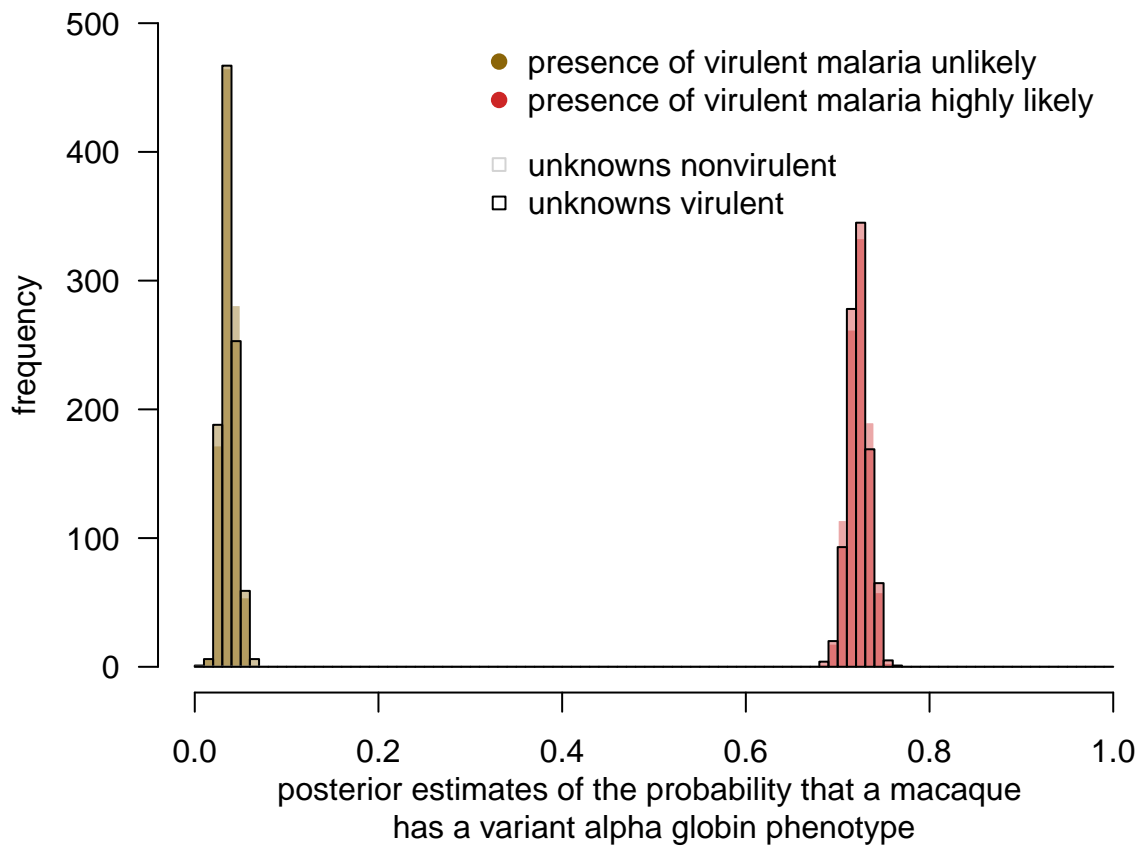 500
400
300
200
100
0
frequency
presence of virulent malaria unlikely
presence of virulent malaria highly likely
unknowns nonvirulent
unknowns virulent
0.0 0.2 0.4 0.6 0.8 1.0
posterior estimates of the probability that a macaque
has a variant alpha globin phenotype